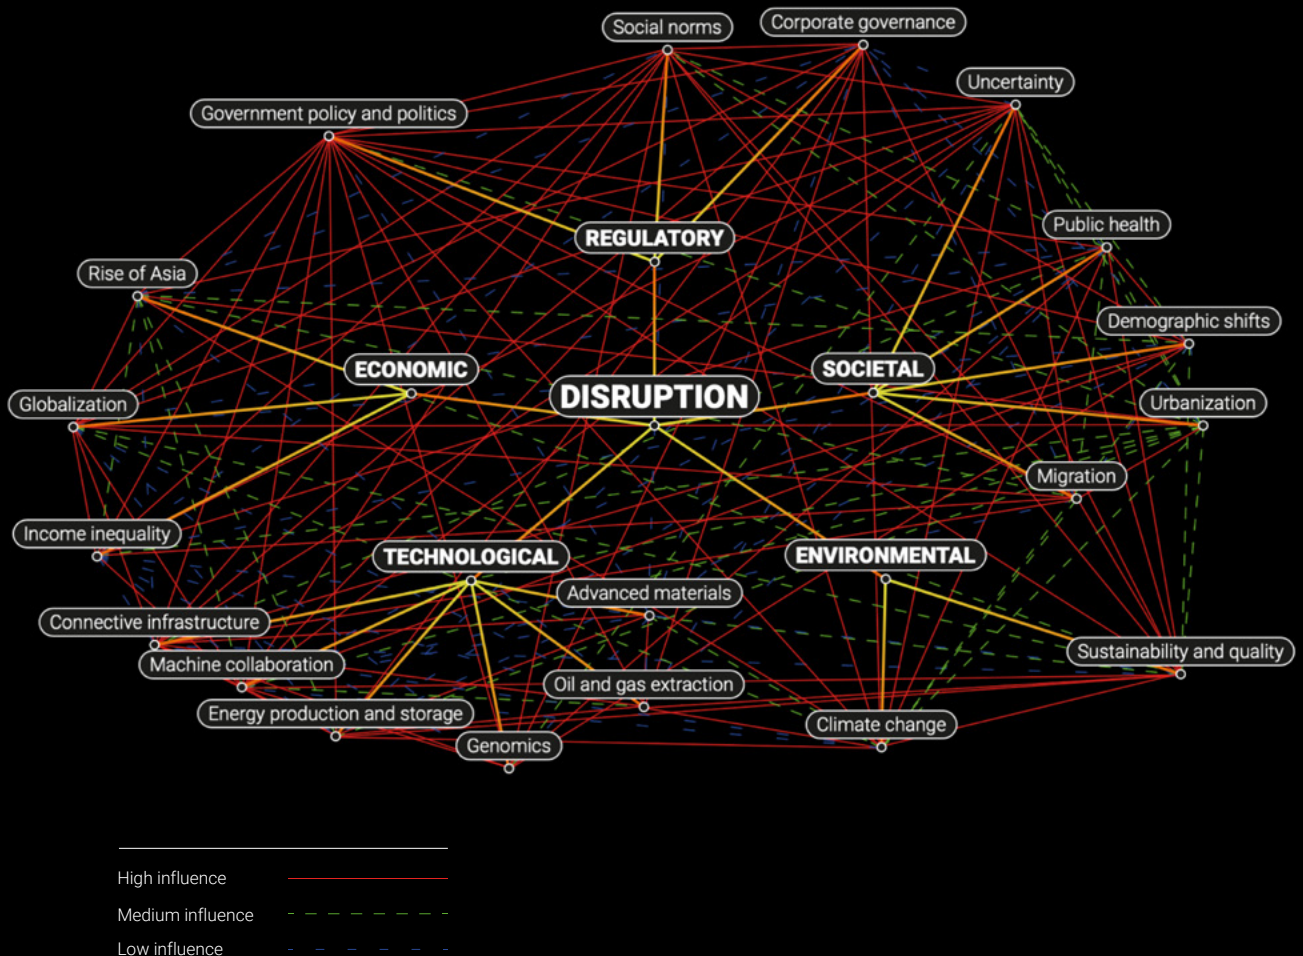 Social norms
Corporate governance
Uncertainty
Government policy and politics
Public health
REGULATORY
Rise of Asia
Demographic shifts
ECONOMIC
SOCIETAL
DISRUPTION
Globalization
Urbanization
Migration
Income inequality
TECHNOLOGICAL
ENVIRONMENTAL
Advanced materials
Connective infrastructure
Sustainability and quality
Machine collaboration
Oil and gas extraction
Energy production and storage
Climate change
Genomics
High influence
Medium influence
Low influence